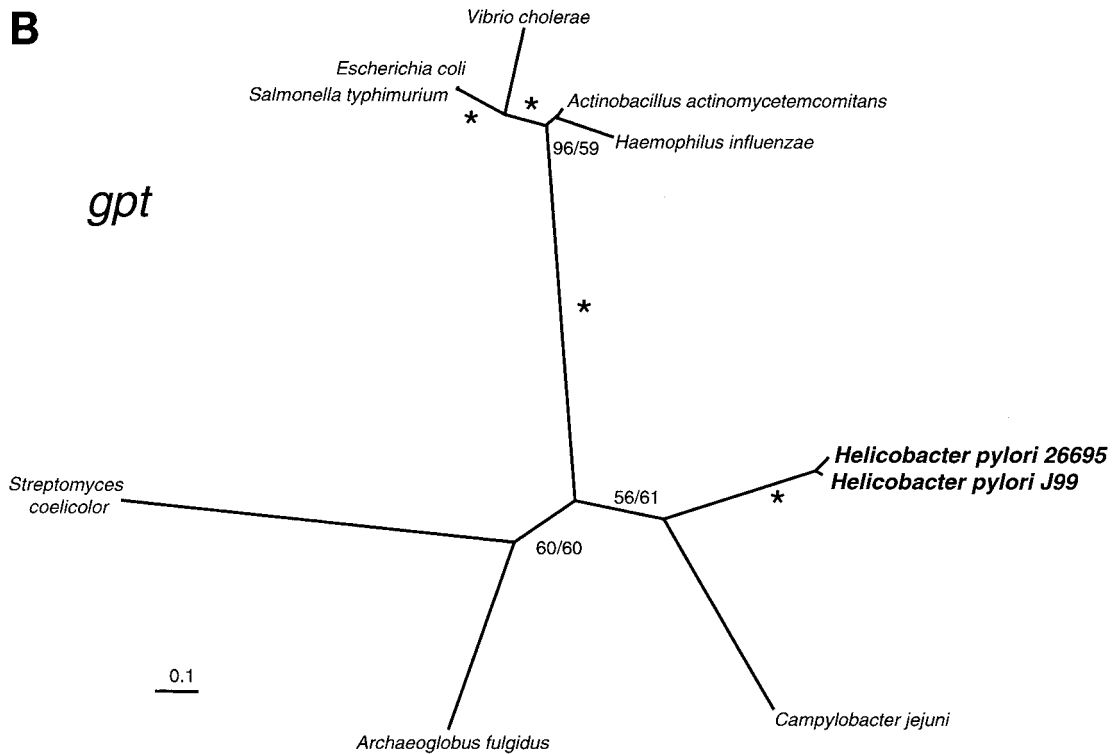 B
Vibrio cholerae
Escherichia coli
Salmonella typhimurium
*
*
Actinobacillus actinomycetemcomitans
Haemophilus influenzae
96/59
gpt
*
Helicobacter pylori 26695
Helicobacter pylori J99
*
56/61
Streptomyces
coelicolor
60/60
0.1
Campylobacter jejuni
Archaeoglobus fulgidus